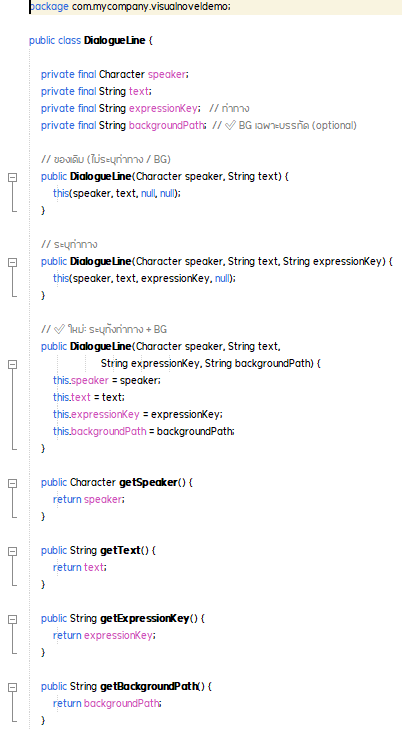 package com.mycompany.visualnoveldemo;
public class DialogueLine {
private final Character speaker;
private final String text;
private final String expressionKey;   // ท่าทาง
private final String backgroundPath;  // ✅ BG เฉพาะบรรทัด (optional)
// ของเดิม (ไม่ระบุท่าทาง / BG)
public DialogueLine(Character speaker, String text) {
this(speaker, text, null, null);
}
// ระบุท่าทาง
public DialogueLine(Character speaker, String text, String expressionKey) {
this(speaker, text, expressionKey, null);
}
// ✅ ใหม่: ระบุทั้งท่าทาง + BG
public DialogueLine(Character speaker, String text,
String expressionKey, String backgroundPath) {
this.speaker = speaker;
this.text = text;
this.expressionKey = expressionKey;
this.backgroundPath = backgroundPath;
}
public Character getSpeaker() {
return speaker;
}
public String getText() {
return text;
}
public String getExpressionKey() {
return expressionKey;
}
public String getBackgroundPath() {
return backgroundPath;
}